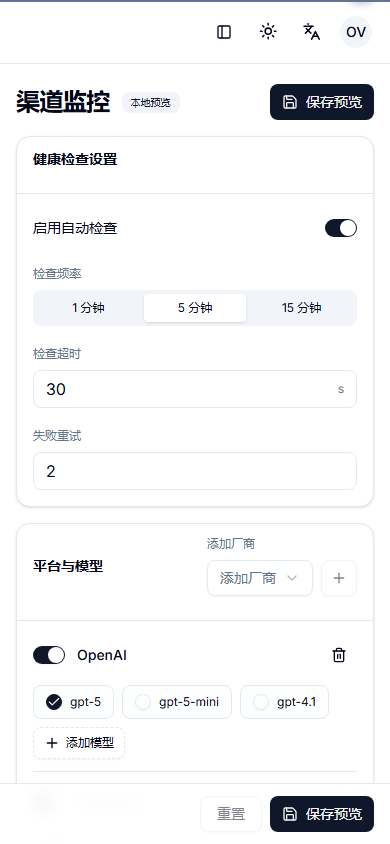 OV
渠道监控 本地预览 保存预览
健康检查设置
启用自动检查
检查频率
1 分钟 5 分钟 15 分钟
检查超时
30 s
失败重试
2
添加厂商
平台与模型 添加厂商
OpenAI
gpt-5 gpt-5-mini gpt-4.1
添加模型
重置 保存预览